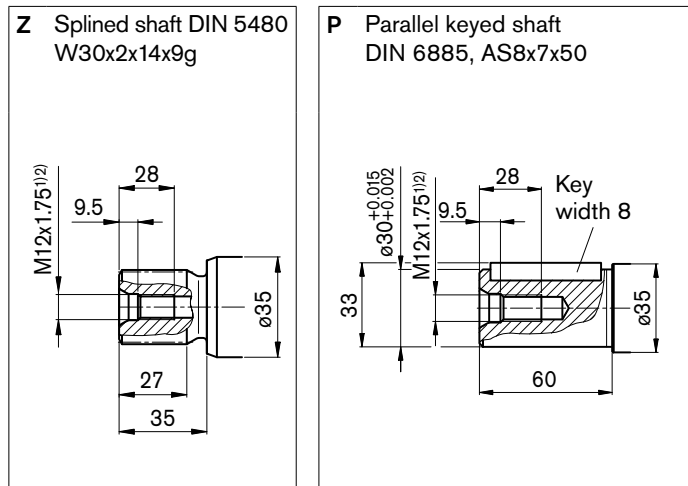 Z Splined shaft DIN 5480
W30x2x14x9g
M12x1.75¹⁾²⁾
28
9.5
ø35
27
35
P Parallel keyed shaft
DIN 6885, AS8x7x50
ø30+0.015
+0.002
M12x1.75¹⁾²⁾
28
9.5
Key
width 8
33
ø35
60